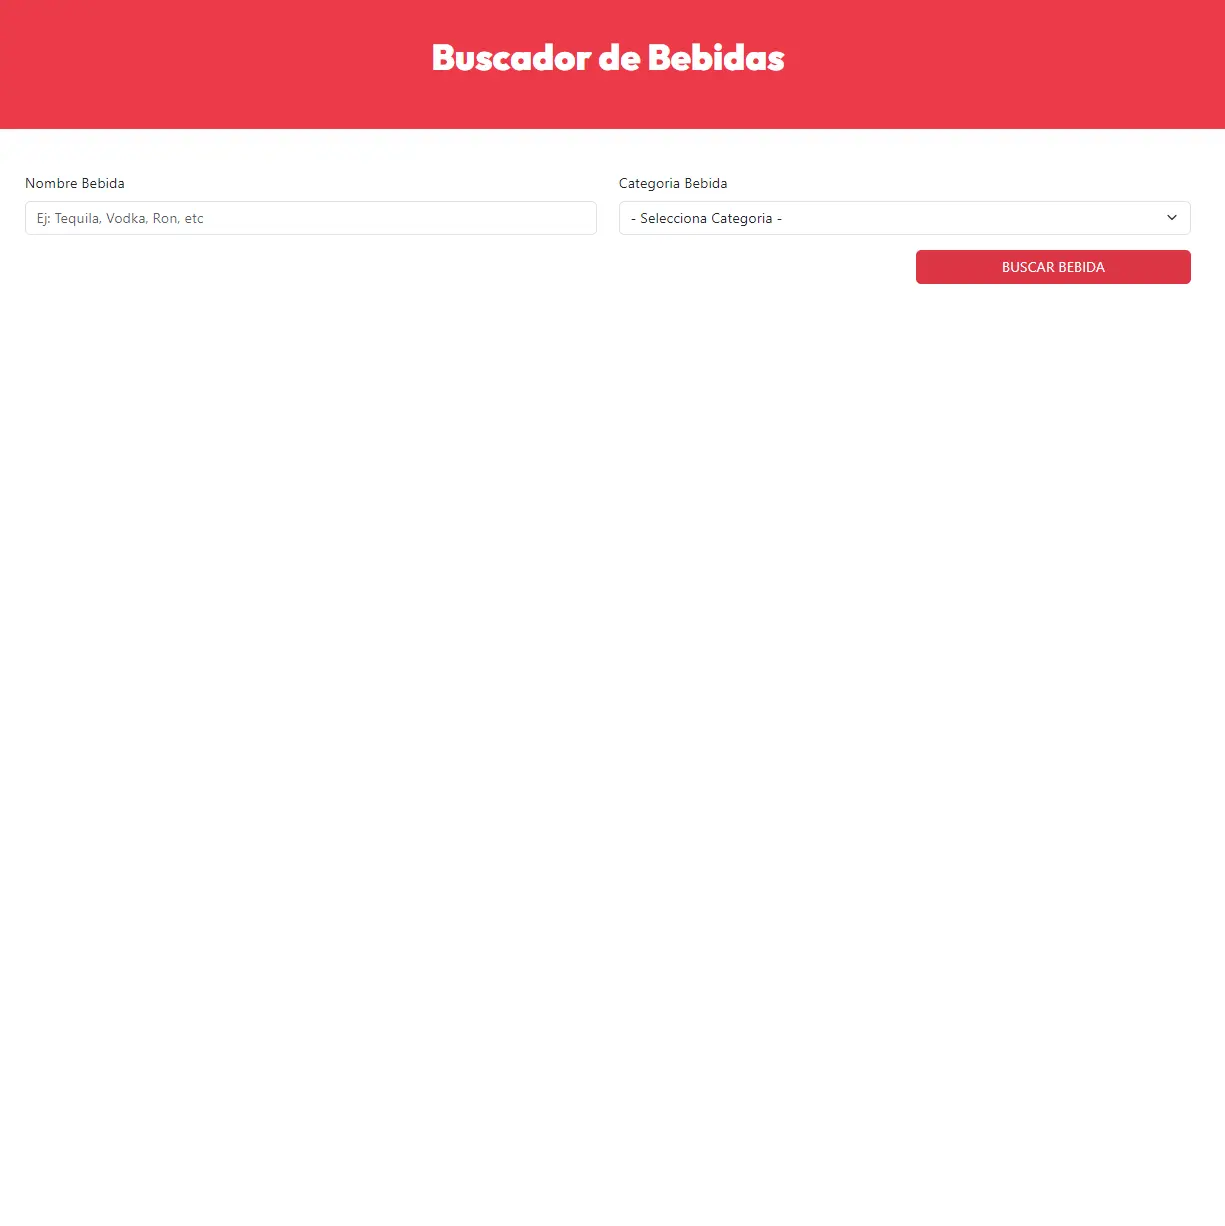 Buscador de Bebidas
Nombre Bebida
Ej: Tequila, Vodka, Ron, etc
Categoria Bebida
- Selecciona Categoria -
BUSCAR BEBIDA